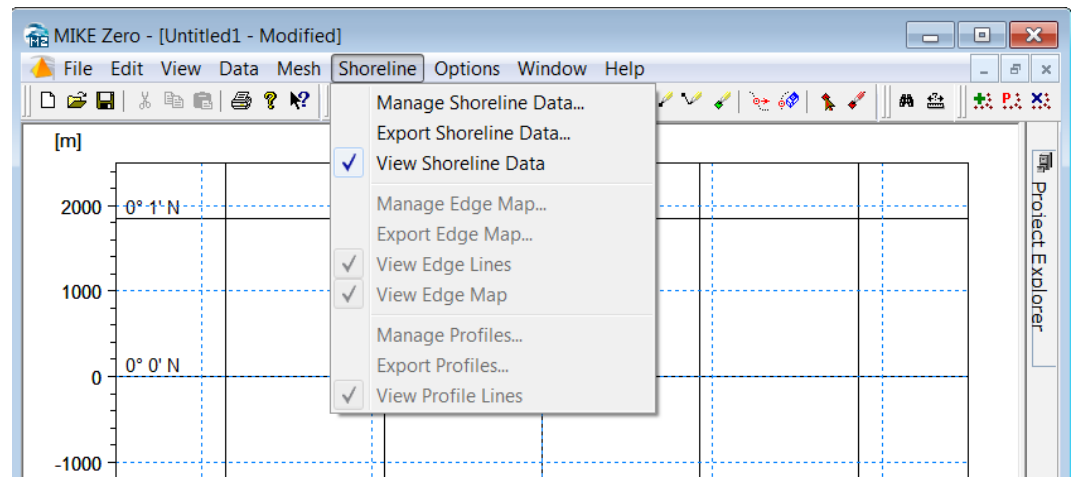 MIKE Zero - [Untitled1 - Modified]
File Edit View Data Mesh Shoreline Options Window Help
Manage Shoreline Data...
Export Shoreline Data...
View Shoreline Data
Manage Edge Map...
Export Edge Map...
View Edge Lines
View Edge Map
Manage Profiles...
Export Profiles...
View Profile Lines
[m]
2000
0° 1' N
1000
0° 0' N
0
-1000
Project Explorer